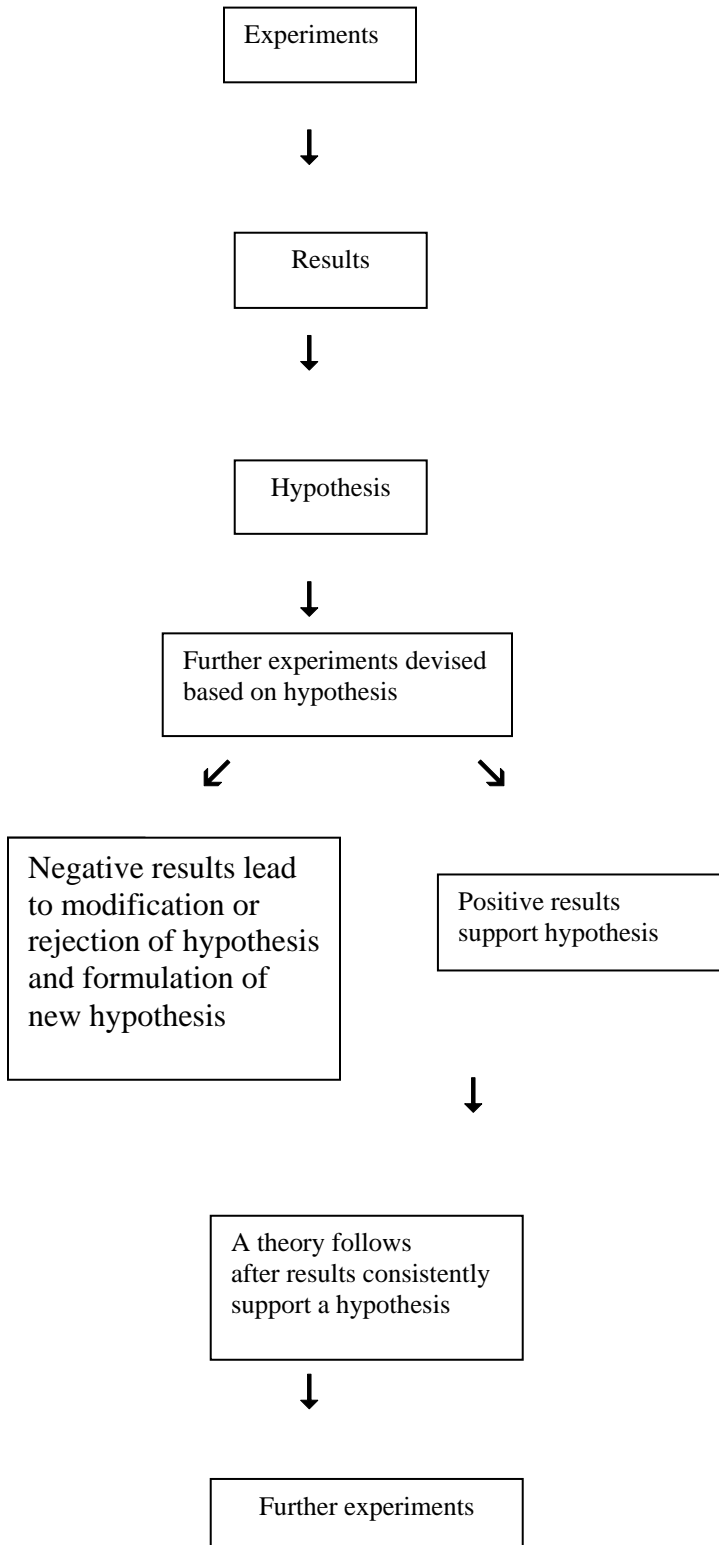 Experiments
Results
Hypothesis
Further experiments devised
based on hypothesis
Negative results lead
to modification or
rejection of hypothesis
and formulation of
new hypothesis
Positive results
support hypothesis
A theory follows
after results consistently
support a hypothesis
Further experiments